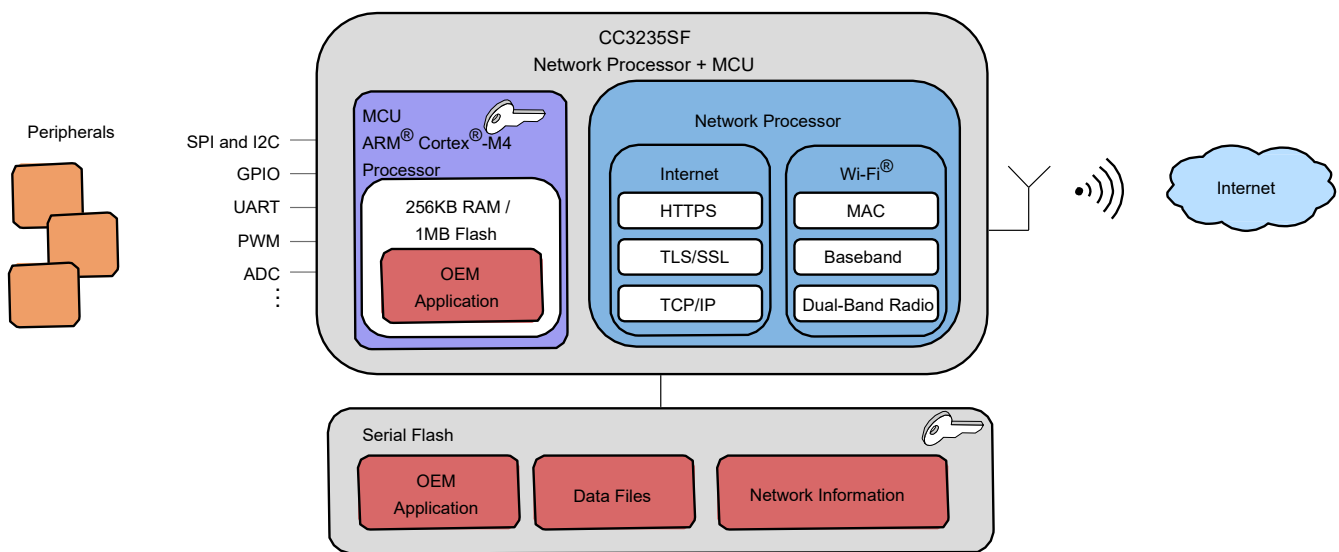 CC3235SF
Network Processor + MCU
Peripherals
SPI and I2C
GPIO
UART
PWM
ADC
⋮
MCU
ARM® Cortex®-M4
Processor
256KB RAM /
1MB Flash
OEM
Application
Network Processor
Internet
HTTPS
TLS/SSL
TCP/IP
Wi-Fi®
MAC
Baseband
Dual-Band Radio
Internet
Serial Flash
OEM
Application
Data Files
Network Information